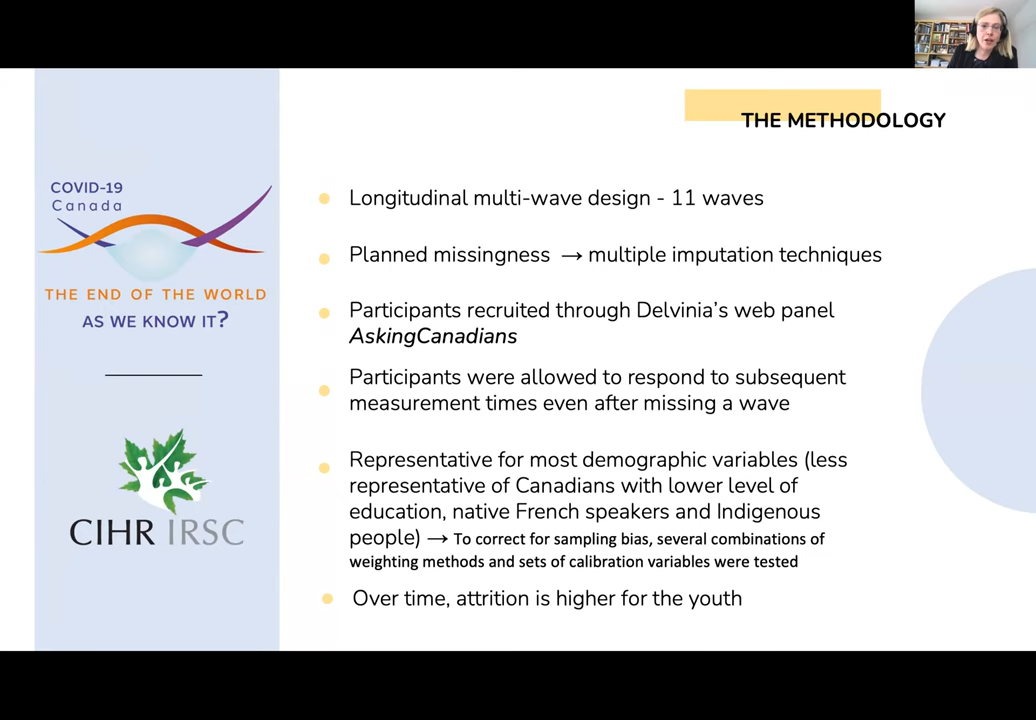 THE METHODOLOGY
COVID-19
Canada
THE END OF THE WORLD
AS WE KNOW IT?
CIHR IRSC
Longitudinal multi-wave design - 11 waves
Planned missingness → multiple imputation techniques
Participants recruited through Delvinia's web panel
AskingCanadians
Participants were allowed to respond to subsequent
measurement times even after missing a wave
Representative for most demographic variables (less
representative of Canadians with lower level of
education, native French speakers and Indigenous
people) → To correct for sampling bias, several combinations of
weighting methods and sets of calibration variables were tested
Over time, attrition is higher for the youth